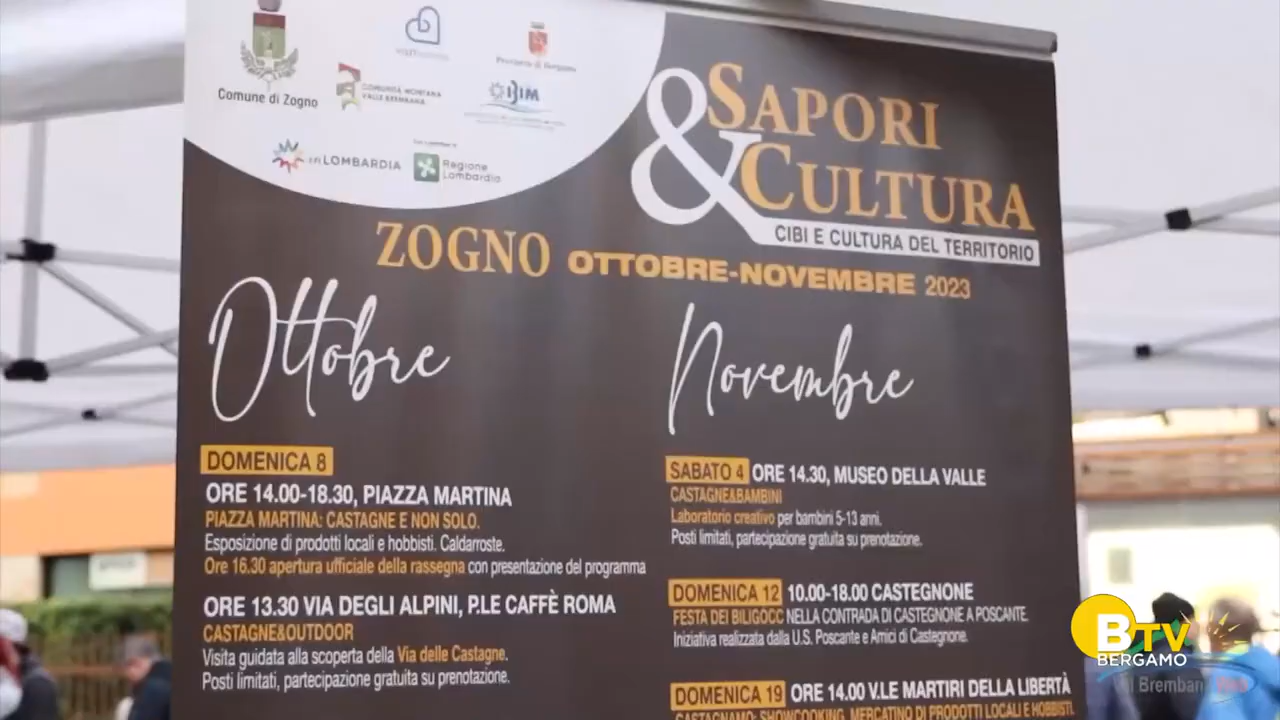 Comune di Zogno
COMUNITÀ MONTANA
VALLE BREMBANA
Provincia di Bergamo
BIM
inLOMBARDIA
Regione
Lombardia
SAPORI
& CULTURA
CIBI E CULTURA DEL TERRITORIO
ZOGNO OTTOBRE-NOVEMBRE 2023
Ottobre
DOMENICA 8
ORE 14.00-18.30, PIAZZA MARTINA
PIAZZA MARTINA: CASTAGNE E NON SOLO.
Esposizione di prodotti locali e hobbisti. Caldarroste.
Ore 16.30 apertura ufficiale della rassegna con presentazione del programma
ORE 13.30 VIA DEGLI ALPINI, P.LE CAFFÈ ROMA
CASTAGNE&OUTDOOR
Visita guidata alla scoperta della Via delle Castagne.
Posti limitati, partecipazione gratuita su prenotazione.
Novembre
SABATO 4 ORE 14.30, MUSEO DELLA VALLE
CASTAGNE&BAMBINI
Laboratorio creativo per bambini 5-13 anni.
Posti limitati, partecipazione gratuita su prenotazione.
DOMENICA 12 10.00-18.00 CASTEGNONE
FESTA DEI BILIGOCC NELLA CONTRADA DI CASTEGNONE A POSCANTE.
Iniziativa realizzata dalla U.S. Poscante e Amici di Castegnone.
DOMENICA 19 ORE 14.00 V.LE MARTIRI DELLA LIBERTÀ
CASTAGNAMO: SHOWCOOKING, MERCATINO DI PRODOTTI LOCALI E HOBBISTI.
BTV
BERGAMO